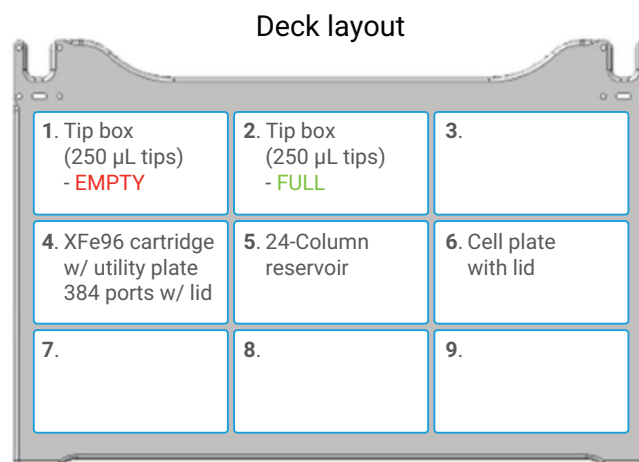 Deck layout
1. Tip box
(250 µL tips)
- EMPTY
2. Tip box
(250 µL tips)
- FULL
3.
4. XFe96 cartridge
w/ utility plate
384 ports w/ lid
5. 24-Column
reservoir
6. Cell plate
with lid
7.
8.
9.